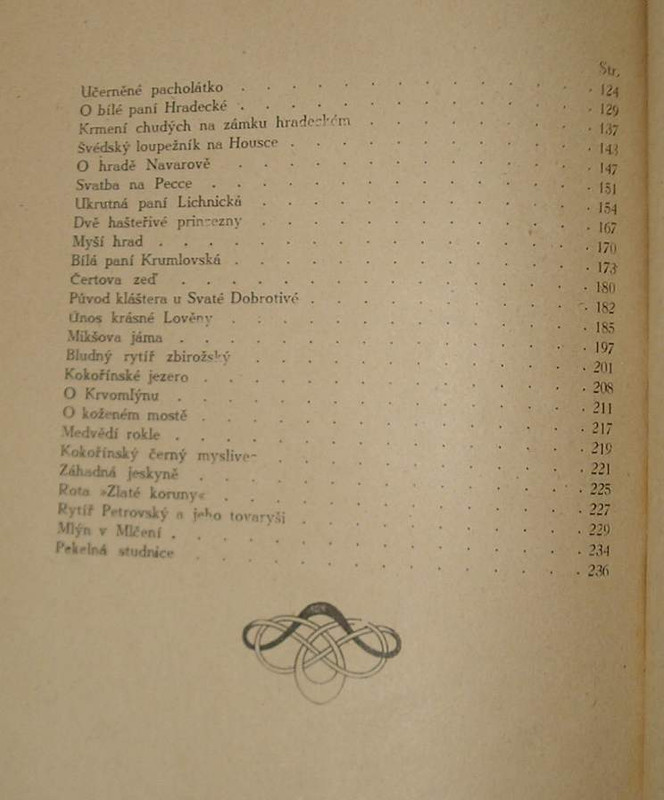 Str.
Učerněné pacholátko . . . . . . . . . . 124
O bílé paní Hradecké . . . . . . . . . . 129
Krmení chudých na zámku hradeckém . . . . . . 137
Švédský loupežník na Housce . . . . . . . . 143
O hradě Navarově . . . . . . . . . . 147
Svatba na Pecce . . . . . . . . . . 151
Ukrutná paní Lichnická . . . . . . . . . 154
Dvě hašteřivé princezny . . . . . . . . . 167
Myší hrad . . . . . . . . . . . . 170
Bílá paní Krumlovská . . . . . . . . . . 173
Čertova zeď . . . . . . . . . . . 180
Původ kláštera u Svaté Dobrotivé . . . . . . . 182
Únos krásné Lověny . . . . . . . . . . 185
Mikšova jáma . . . . . . . . . . . 197
Bludný rytíř zbirožský . . . . . . . . . 201
Kokořínské jezero . . . . . . . . . . 208
O Krvomlýnu . . . . . . . . . . . 211
O koženém mostě . . . . . . . . . . 217
Medvědí rokle . . . . . . . . . . . 219
Kokořínský černý myslivec . . . . . . . . 221
Záhadná jeskyně . . . . . . . . . . 225
Rota »Zlaté koruny« . . . . . . . . . . 227
Rytíř Petrovský a jeho tovaryši . . . . . . . 229
Mlýn v Mlčení . . . . . . . . . . . 234
Pekelná studnice . . . . . . . . . . 236